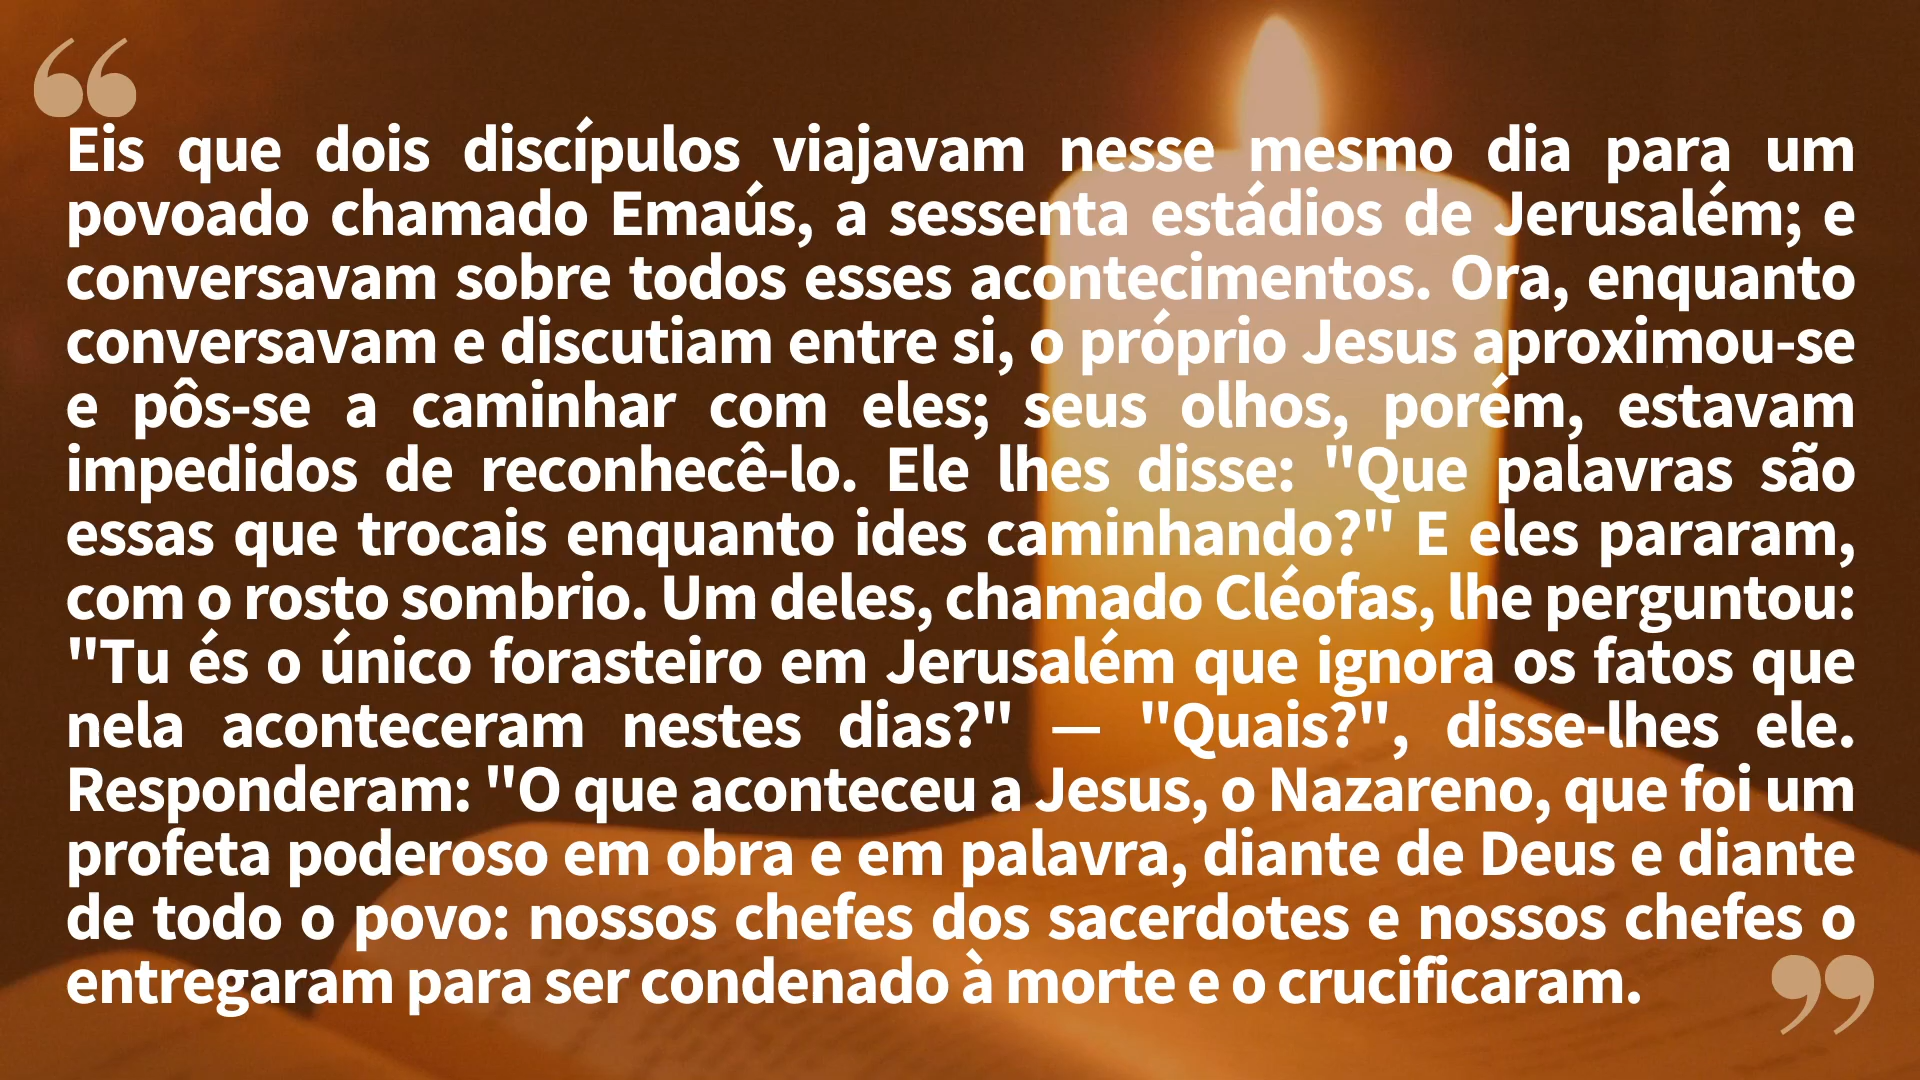 “
Eis que dois discípulos viajavam nesse mesmo dia para um
povoado chamado Emaús, a sessenta estádios de Jerusalém; e
conversavam sobre todos esses acontecimentos. Ora, enquanto
conversavam e discutiam entre si, o próprio Jesus aproximou-se
e pôs-se a caminhar com eles; seus olhos, porém, estavam
impedidos de reconhecê-lo. Ele lhes disse: "Que palavras são
essas que trocais enquanto ides caminhando?" E eles pararam,
com o rosto sombrio. Um deles, chamado Cléofas, lhe perguntou:
"Tu és o único forasteiro em Jerusalém que ignora os fatos que
nela aconteceram nestes dias?" — "Quais?", disse-lhes ele.
Responderam: "O que aconteceu a Jesus, o Nazareno, que foi um
profeta poderoso em obra e em palavra, diante de Deus e diante
de todo o povo: nossos chefes dos sacerdotes e nossos chefes o
entregaram para ser condenado à morte e o crucificaram.
”